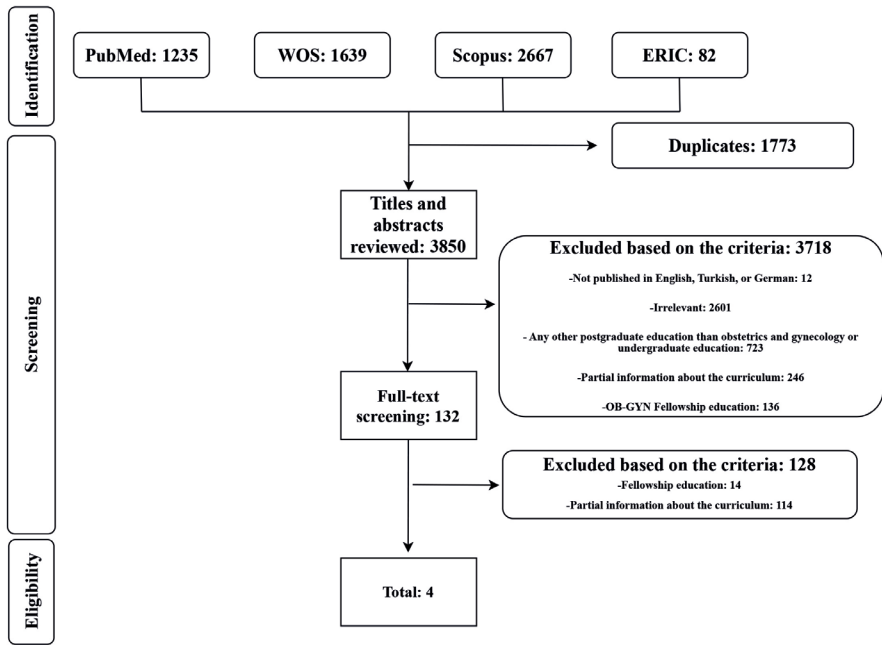 Identification
PubMed: 1235
WOS: 1639
Scopus: 2667
ERIC: 82
Duplicates: 1773
Screening
Titles and
abstracts
reviewed: 3850
Excluded based on the criteria: 3718
-Not published in English, Turkish, or German: 12
-Irrelevant: 2601
- Any other postgraduate education than obstetrics and gynecology or
undergraduate education: 723
-Partial information about the curriculum: 246
-OB-GYN Fellowship education: 136
Full-text
screening: 132
Excluded based on the criteria: 128
-Fellowship education: 14
-Partial information about the curriculum: 114
Eligibility
Total: 4